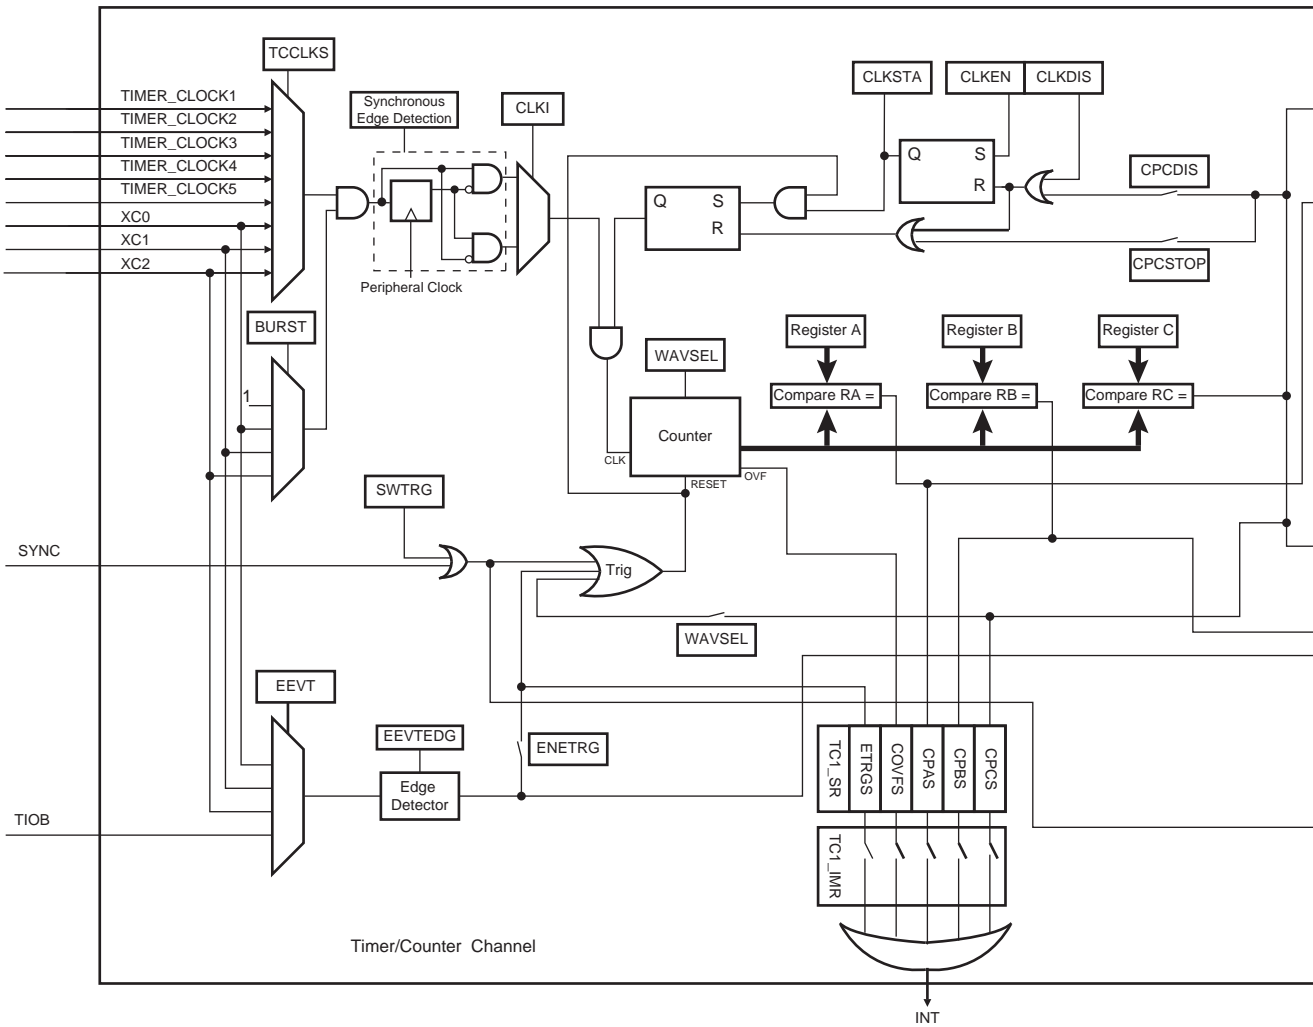 TCCLKS
TIMER_CLOCK1
TIMER_CLOCK2
TIMER_CLOCK3
TIMER_CLOCK4
TIMER_CLOCK5
XC0
XC1
XC2
Synchronous
Edge Detection
CLKI
Peripheral Clock
CLKSTA
CLKEN
CLKDIS
Q
S
R
CPCDIS
Q
S
R
CPCSTOP
BURST
1
Register A
Register B
Register C
WAVSEL
Compare RA =
Compare RB =
Compare RC =
Counter
CLK
OVF
RESET
SWTRG
SYNC
Trig
WAVSEL
EEVT
EEVTEDG
ENETRG
Edge
Detector
TIOB
TC1_SR
ETRGS
COVFS
CPAS
CPBS
CPCS
TC1_IMR
Timer/Counter Channel
INT